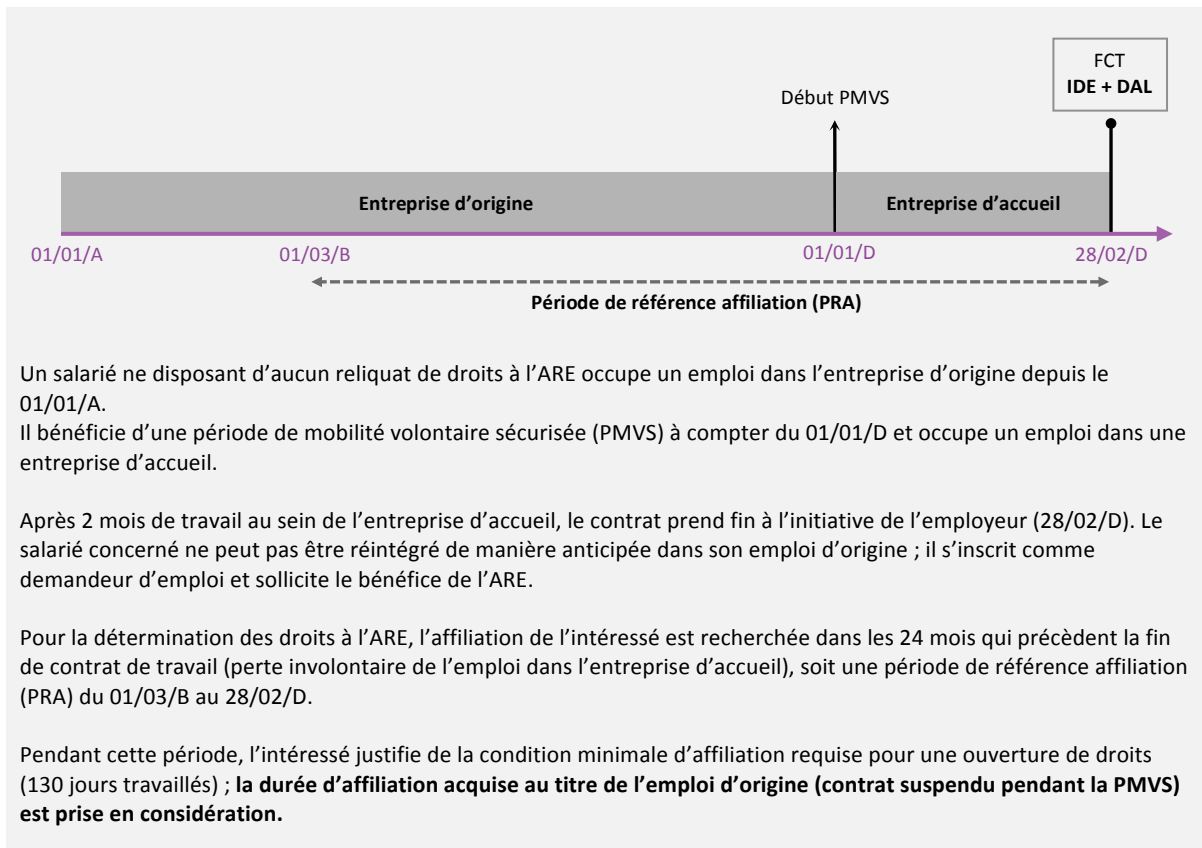 FCT
IDE + DAL
Début PMVS
Entreprise d’origine
Entreprise d’accueil
01/01/A
01/03/B
01/01/D
28/02/D
Période de référence affiliation (PRA)
Un salarié ne disposant d’aucun reliquat de droits à l’ARE occupe un emploi dans l’entreprise d’origine depuis le
01/01/A.
Il bénéficie d’une période de mobilité volontaire sécurisée (PMVS) à compter du 01/01/D et occupe un emploi dans une
entreprise d’accueil.
Après 2 mois de travail au sein de l’entreprise d’accueil, le contrat prend fin à l’initiative de l’employeur (28/02/D). Le
salarié concerné ne peut pas être réintégré de manière anticipée dans son emploi d’origine ; il s’inscrit comme
demandeur d’emploi et sollicite le bénéfice de l’ARE.
Pour la détermination des droits à l’ARE, l’affiliation de l’intéressé est recherchée dans les 24 mois qui précèdent la fin
de contrat de travail (perte involontaire de l’emploi dans l’entreprise d’accueil), soit une période de référence affiliation
(PRA) du 01/03/B au 28/02/D.
Pendant cette période, l’intéressé justifie de la condition minimale d’affiliation requise pour une ouverture de droits
(130 jours travaillés) ; la durée d’affiliation acquise au titre de l’emploi d’origine (contrat suspendu pendant la PMVS)
est prise en considération.